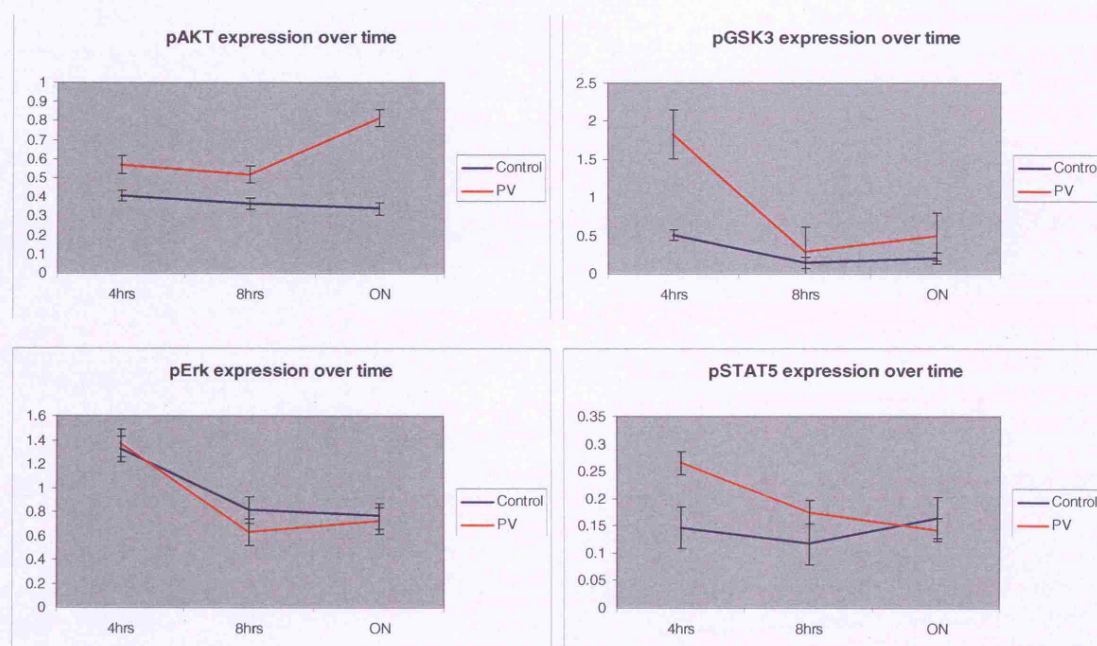 pAKT expression over time
1
0.9
0.8
0.7
0.6
0.5
0.4
0.3
0.2
0.1
0
4hrs 8hrs ON
Control
PV
pGSK3 expression over time
2.5
2
1.5
1
0.5
0
4hrs 8hrs ON
Control
PV
pErk expression over time
1.6
1.4
1.2
1
0.8
0.6
0.4
0.2
0
4hrs 8hrs ON
Control
PV
pSTAT5 expression over time
0.35
0.3
0.25
0.2
0.15
0.1
0.05
0
4hrs 8hrs ON
Control
PV